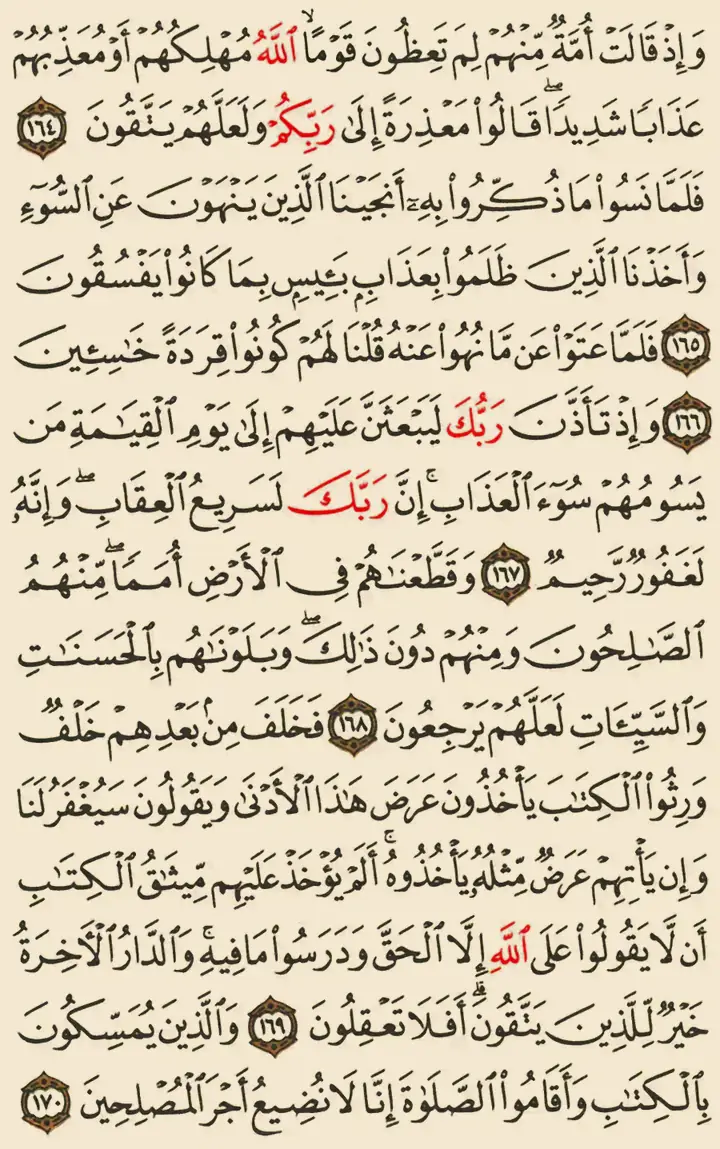 وَإِذۡ قَالَتۡ أُمَّةٞ مِّنۡهُمۡ لِمَ تَعِظُونَ قَوۡمًا ٱللَّهُ مُهۡلِكُهُمۡ أَوۡ مُعَذِّبُهُمۡ
عَذَابٗا شَدِيدٗاۖ قَالُواْ مَعۡذِرَةً إِلَىٰ رَبِّكُمۡ وَلَعَلَّهُمۡ يَتَّقُونَ ١٦٤
فَلَمَّا نَسُواْ مَا ذُكِّرُواْ بِهِۦٓ أَنجَيۡنَا ٱلَّذِينَ يَنۡهَوۡنَ عَنِ ٱلسُّوٓءِ
وَأَخَذۡنَا ٱلَّذِينَ ظَلَمُواْ بِعَذَابِۭ بَـِٔيسِۭ بِمَا كَانُواْ يَفۡسُقُونَ
١٦٥ فَلَمَّا عَتَوۡاْ عَن مَّا نُهُواْ عَنۡهُ قُلۡنَا لَهُمۡ كُونُواْ قِرَدَةً خَٰسِـِٔينَ
١٦٦ وَإِذۡ تَأَذَّنَ رَبُّكَ لَيَبۡعَثَنَّ عَلَيۡهِمۡ إِلَىٰ يَوۡمِ ٱلۡقِيَٰمَةِ مَن
يَسُومُهُمۡ سُوٓءَ ٱلۡعَذَابِۚ إِنَّ رَبَّكَ لَسَرِيعُ ٱلۡعِقَابِۖ وَإِنَّهُۥ
لَغَفُورٞ رَّحِيمٞ ١٦٧ وَقَطَّعۡنَٰهُمۡ فِي ٱلۡأَرۡضِ أُمَمٗاۖ مِّنۡهُمُ
ٱلصَّٰلِحُونَ وَمِنۡهُمۡ دُونَ ذَٰلِكَۖ وَبَلَوۡنَٰهُم بِٱلۡحَسَنَٰتِ
وَٱلسَّيِّـَٔاتِ لَعَلَّهُمۡ يَرۡجِعُونَ ١٦٨ فَخَلَفَ مِنۢ بَعۡدِهِمۡ خَلۡفٞ
وَرِثُواْ ٱلۡكِتَٰبَ يَأۡخُذُونَ عَرَضَ هَٰذَا ٱلۡأَدۡنَىٰ وَيَقُولُونَ سَيُغۡفَرُ لَنَا
وَإِن يَأۡتِهِمۡ عَرَضٞ مِّثۡلُهُۥ يَأۡخُذُوهُۚ أَلَمۡ يُؤۡخَذۡ عَلَيۡهِم مِّيثَٰقُ ٱلۡكِتَٰبِ
أَن لَّا يَقُولُواْ عَلَى ٱللَّهِ إِلَّا ٱلۡحَقَّ وَدَرَسُواْ مَا فِيهِۗ وَٱلدَّارُ ٱلۡأٓخِرَةُ
خَيۡرٞ لِّلَّذِينَ يَتَّقُونَۚ أَفَلَا تَعۡقِلُونَ ١٦٩ وَٱلَّذِينَ يُمَسِّكُونَ
بِٱلۡكِتَٰبِ وَأَقَامُواْ ٱلصَّلَوٰةَ إِنَّا لَا نُضِيعُ أَجۡرَ ٱلۡمُصۡلِحِينَ ١٧٠